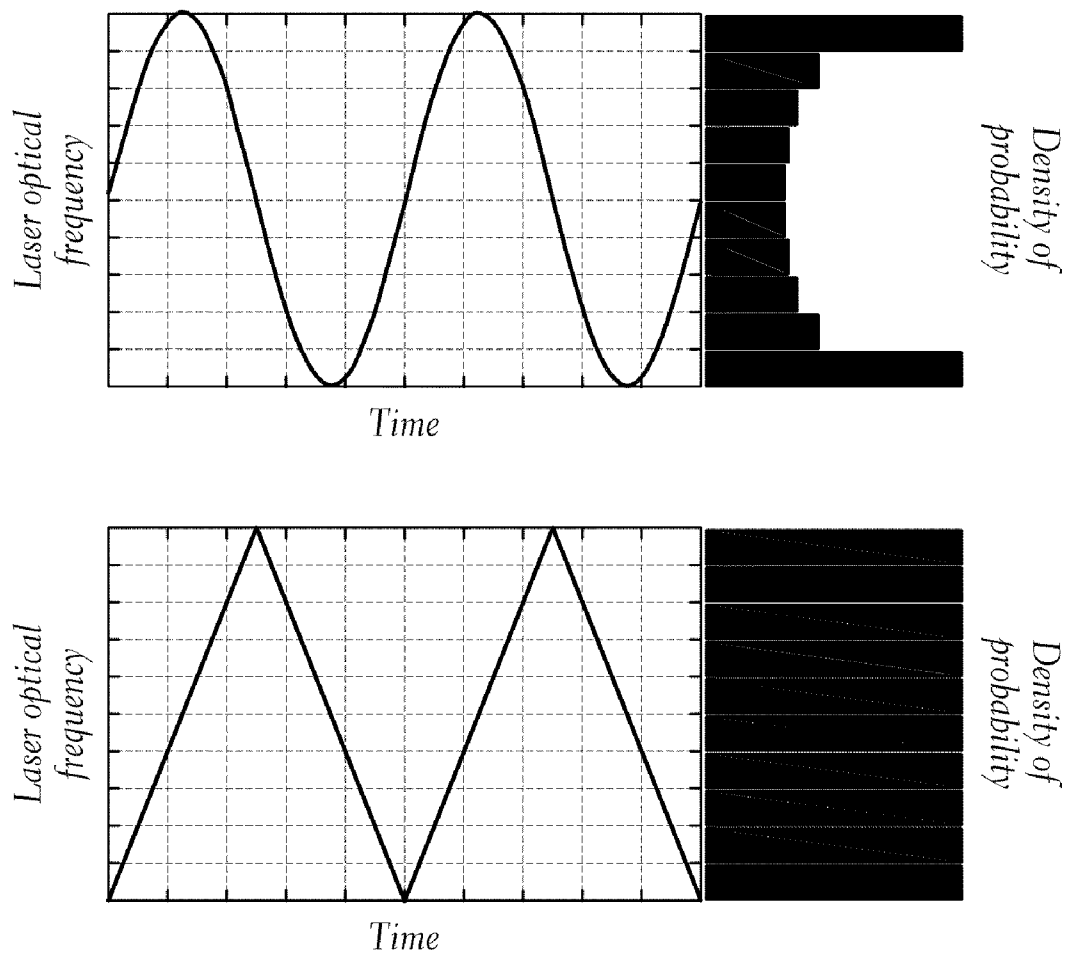 Laser optical
frequency
Time
Density of
probability
Laser optical
frequency
Time
Density of
probability